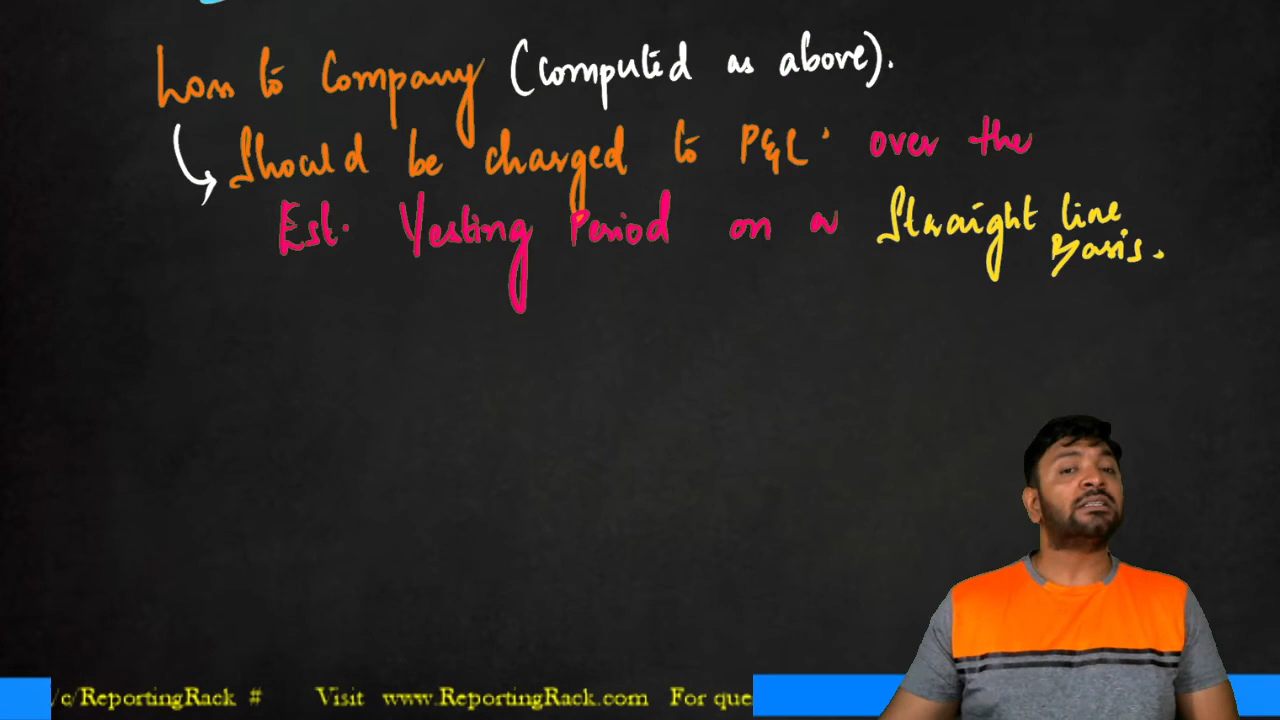 Loss to Company (computed as above).
Should be charged to P&L over the
Est. Vesting Period on a Straight line
Basis.
/c/ReportingRack # Visit www.ReportingRack.com For que